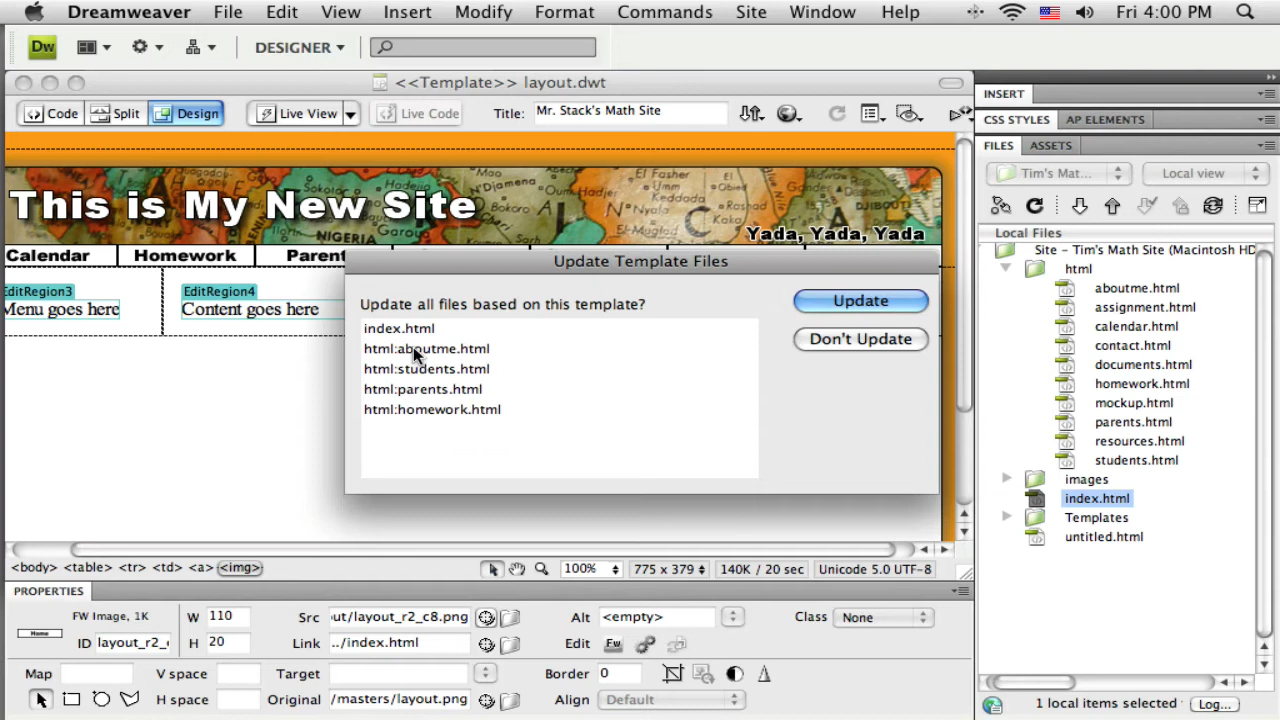 Dreamweaver File Edit View Insert Modify Format Commands Site Window Help Fri 4:00 PM
Dw DESIGNER
<<Template>> layout.dwt
Code Split Design Live View Live Code Title: Mr. Stack's Math Site
This is My New Site
Yada, Yada, Yada
NIGERIA
Calendar Homework Parent
EditRegion3 EditRegion4
Menu goes here Content goes here
Update Template Files
Update all files based on this template?
index.html
html:aboutme.html
html:students.html
html:parents.html
html:homework.html
Update
Don't Update
<body> <table> <tr> <td> <a> <img> 100% 775 x 379 140K / 20 sec Unicode 5.0 UTF-8
PROPERTIES
FW Image, 1K W 110 Src out/layout_r2_c8.png Alt <empty> Class None
Home
ID layout_r2_ H 20 Link ../index.html Edit Fw
Map V space Target Border 0
H space Original /masters/layout.png Align Default
INSERT
CSS STYLES AP ELEMENTS
FILES ASSETS
Tim's Mat... Local view
Local Files
Site – Tim's Math Site (Macintosh HD
html
aboutme.html
assignment.html
calendar.html
contact.html
documents.html
homework.html
mockup.html
parents.html
resources.html
students.html
images
index.html
Templates
untitled.html
1 local items selected Log...